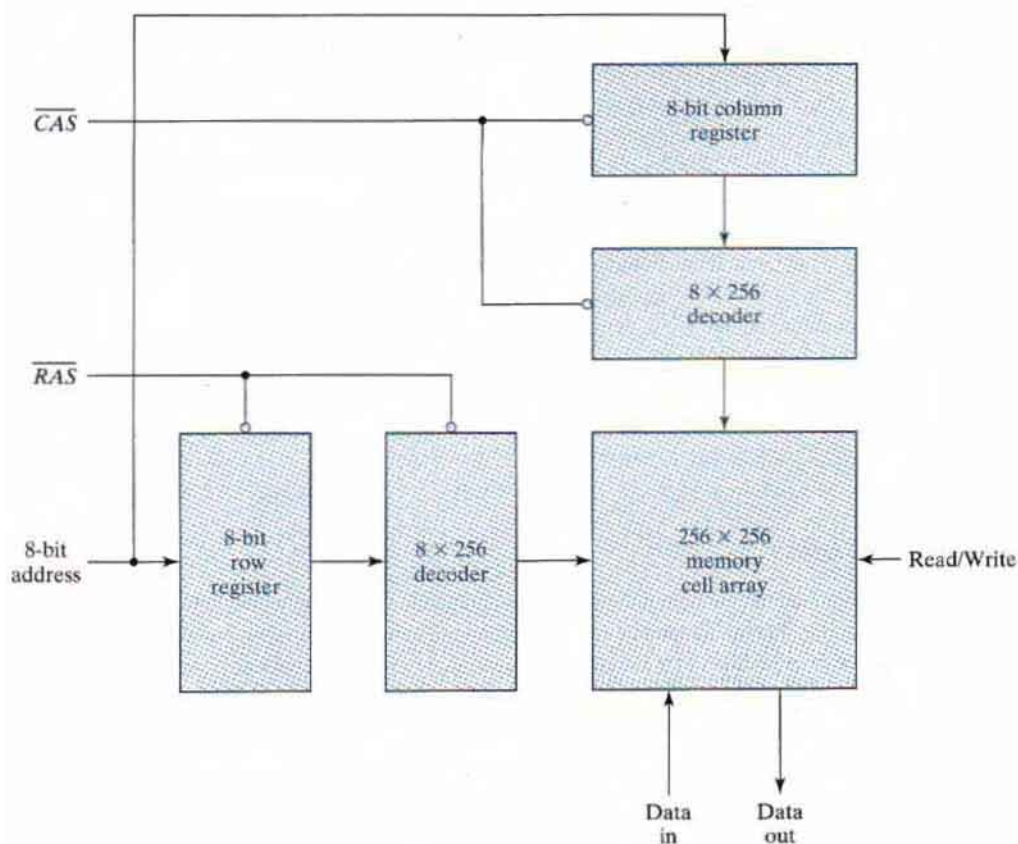 8-bit column
register
CAS
8 × 256
decoder
RAS
8-bit
address
8-bit
row
register
8 × 256
decoder
256 × 256
memory
cell array
Read/Write
Data
in
Data
out